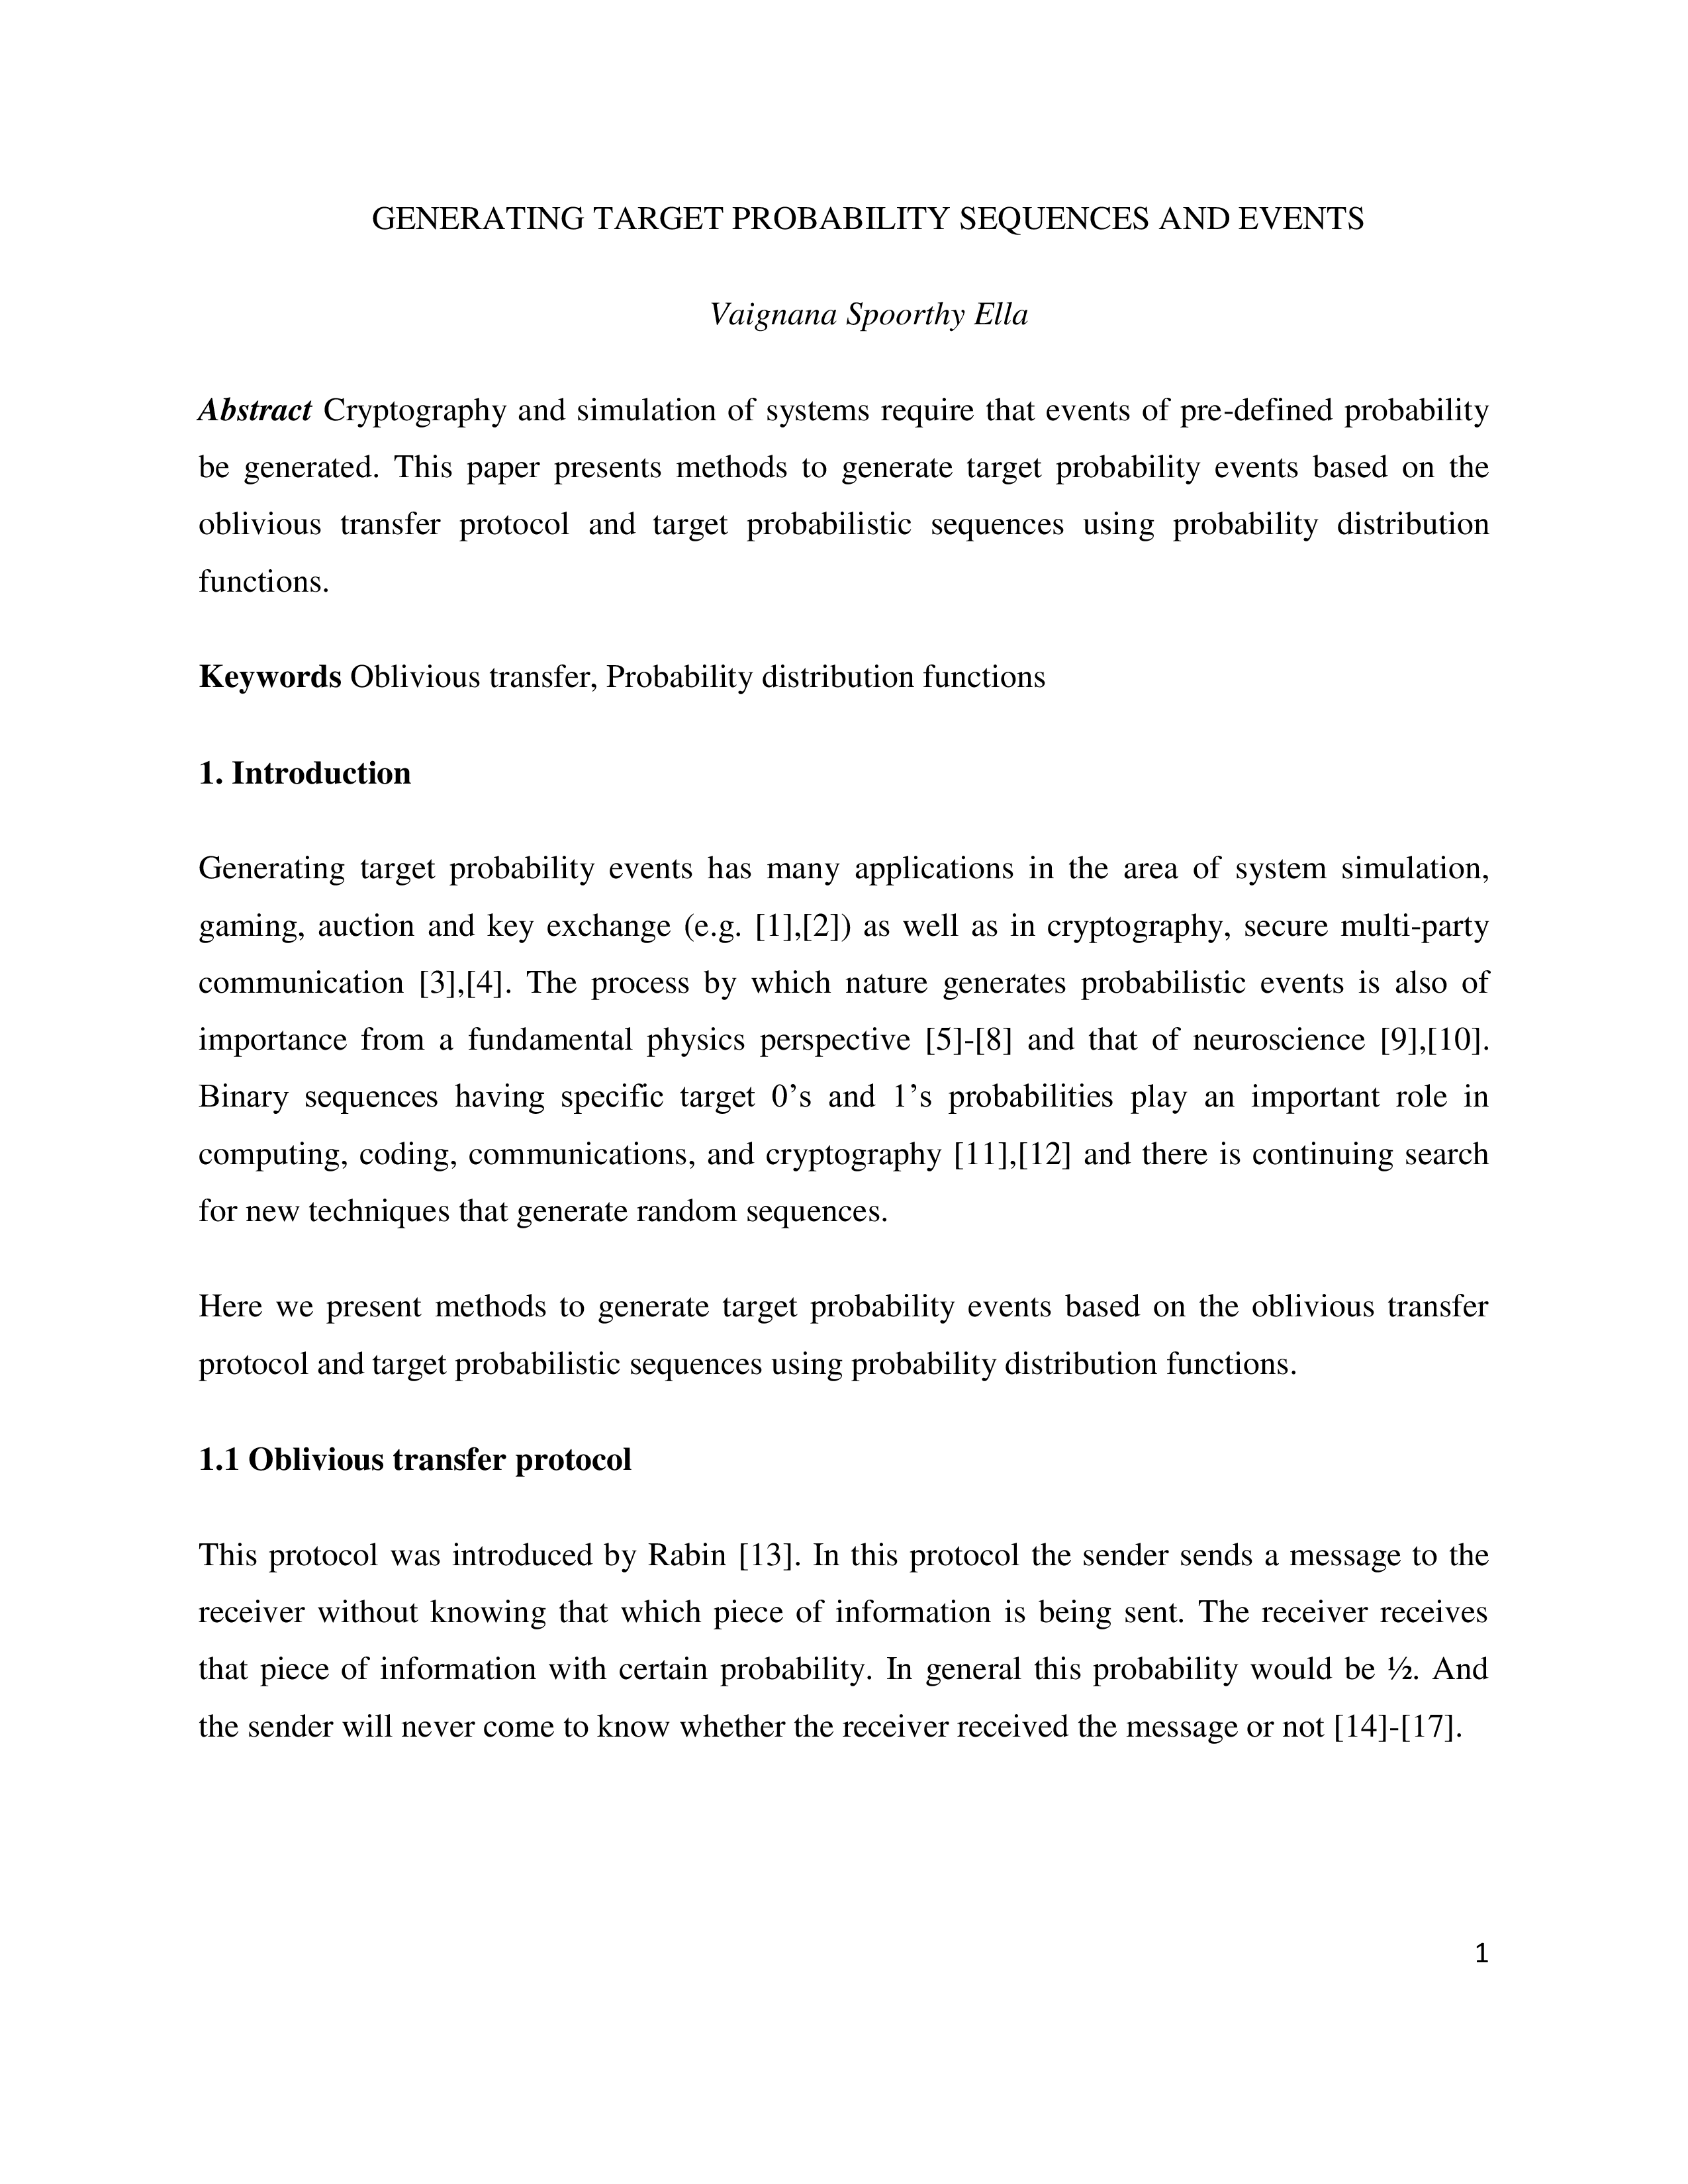 GENERATING TARGET PROBABILITY SEQUENCES AND EVENTS
Vaignana Spoorthy Ella
Abstract Cryptography and simulation of systems require that events of pre-defined probability
be generated. This paper presents methods to generate target probability events based on the
oblivious transfer protocol and target probabilistic sequences using probability distribution
functions.
Keywords Oblivious transfer, Probability distribution functions
1. Introduction
Generating target probability events has many applications in the area of system simulation,
gaming, auction and key exchange (e.g. [1],[2]) as well as in cryptography, secure multi-party
communication [3],[4]. The process by which nature generates probabilistic events is also of
importance from a fundamental physics perspective [5]-[8] and that of neuroscience [9],[10].
Binary sequences having specific target 0’s and 1’s probabilities play an important role in
computing, coding, communications, and cryptography [11],[12] and there is continuing search
for new techniques that generate random sequences.
Here we present methods to generate target probability events based on the oblivious transfer
protocol and target probabilistic sequences using probability distribution functions.
1.1 Oblivious transfer protocol
This protocol was introduced by Rabin [13]. In this protocol the sender sends a message to the
receiver without knowing that which piece of information is being sent. The receiver receives
that piece of information with certain probability. In general this probability would be ½. And
the sender will never come to know whether the receiver received the message or not [14]-[17].
1